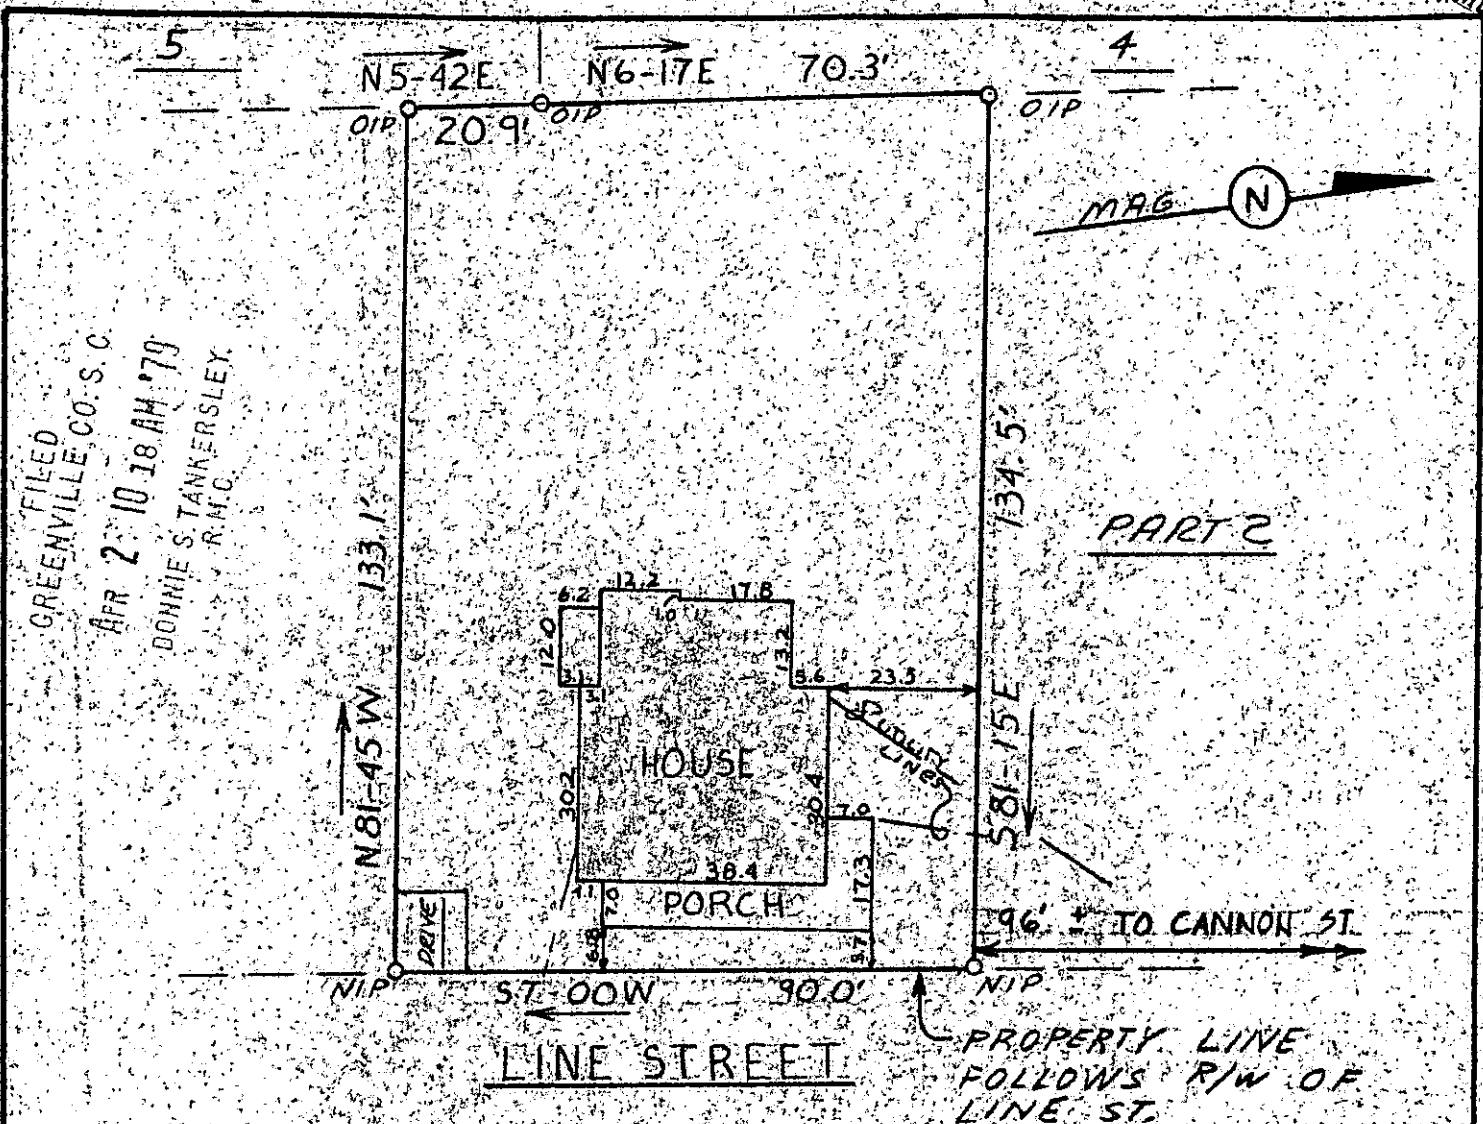 5
4
N5-42E
N6-17E
70.3'
OIP
20.9'
OIP
OIP
MAG
N
FILED
GREENVILLE CO. S. C.
APR 2 10 18 AM '79
DONNIE S. TANKERSLEY
R.M.C.
N81-45W 133.1'
134.5'
S81-15E
PART 2
6.2
12.2
1.0
17.8
12.0
13.2
3.1
3.1
5.6
23.5
UTILITY
LINES
HOUSE
30.2
20.4
7.0
38.4
17.3
4.1
7.0
PORCH
DRIVE
6.8
3.7
96' ± TO CANNON ST.
NIP
S7-00W
90.0'
NIP
LINE STREET
PROPERTY LINE
FOLLOWS R/W OF
LINE ST.